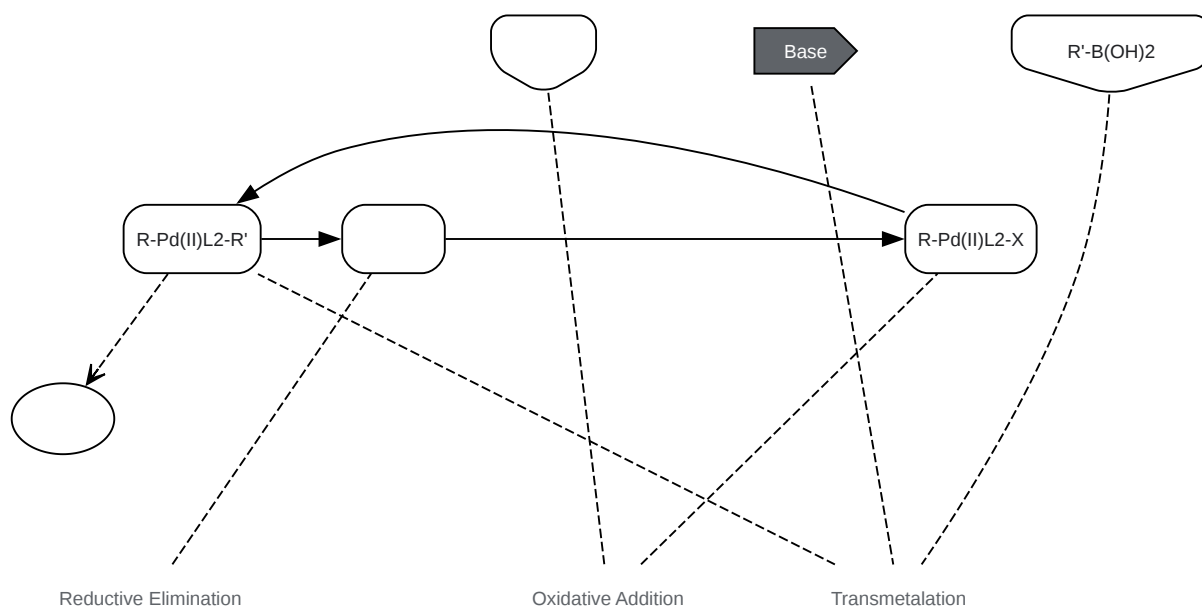 Base
R'-B(OH)2
R-Pd(II)L2-R'
R-Pd(II)L2-X
Reductive Elimination
Oxidative Addition
Transmetalation